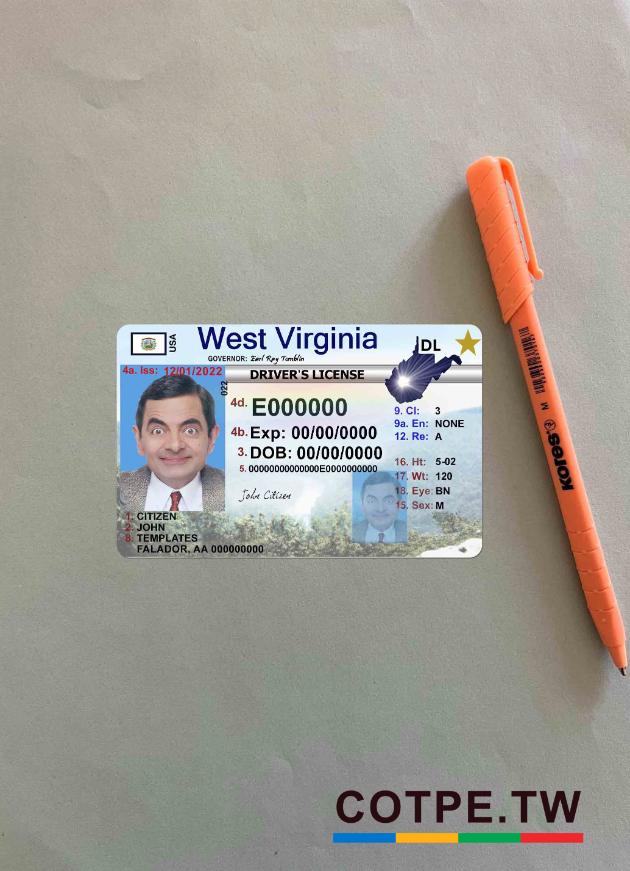 USA
West Virginia
GOVERNOR: Earl Ray Tomblin
DL
4a. Iss: 12/01/2022
022
DRIVER'S LICENSE
4d. E000000
4b. Exp: 00/00/0000
3. DOB: 00/00/0000
5. 00000000000000E0000000000
9. Cl: 3
9a. En: NONE
12. Re: A
16. Ht: 5-02
17. Wt: 120
18. Eye: BN
15. Sex: M
John Citizen
1. CITIZEN
2. JOHN
8. TEMPLATES
FALADOR, AA 000000000
M
Kores
COTPE.TW